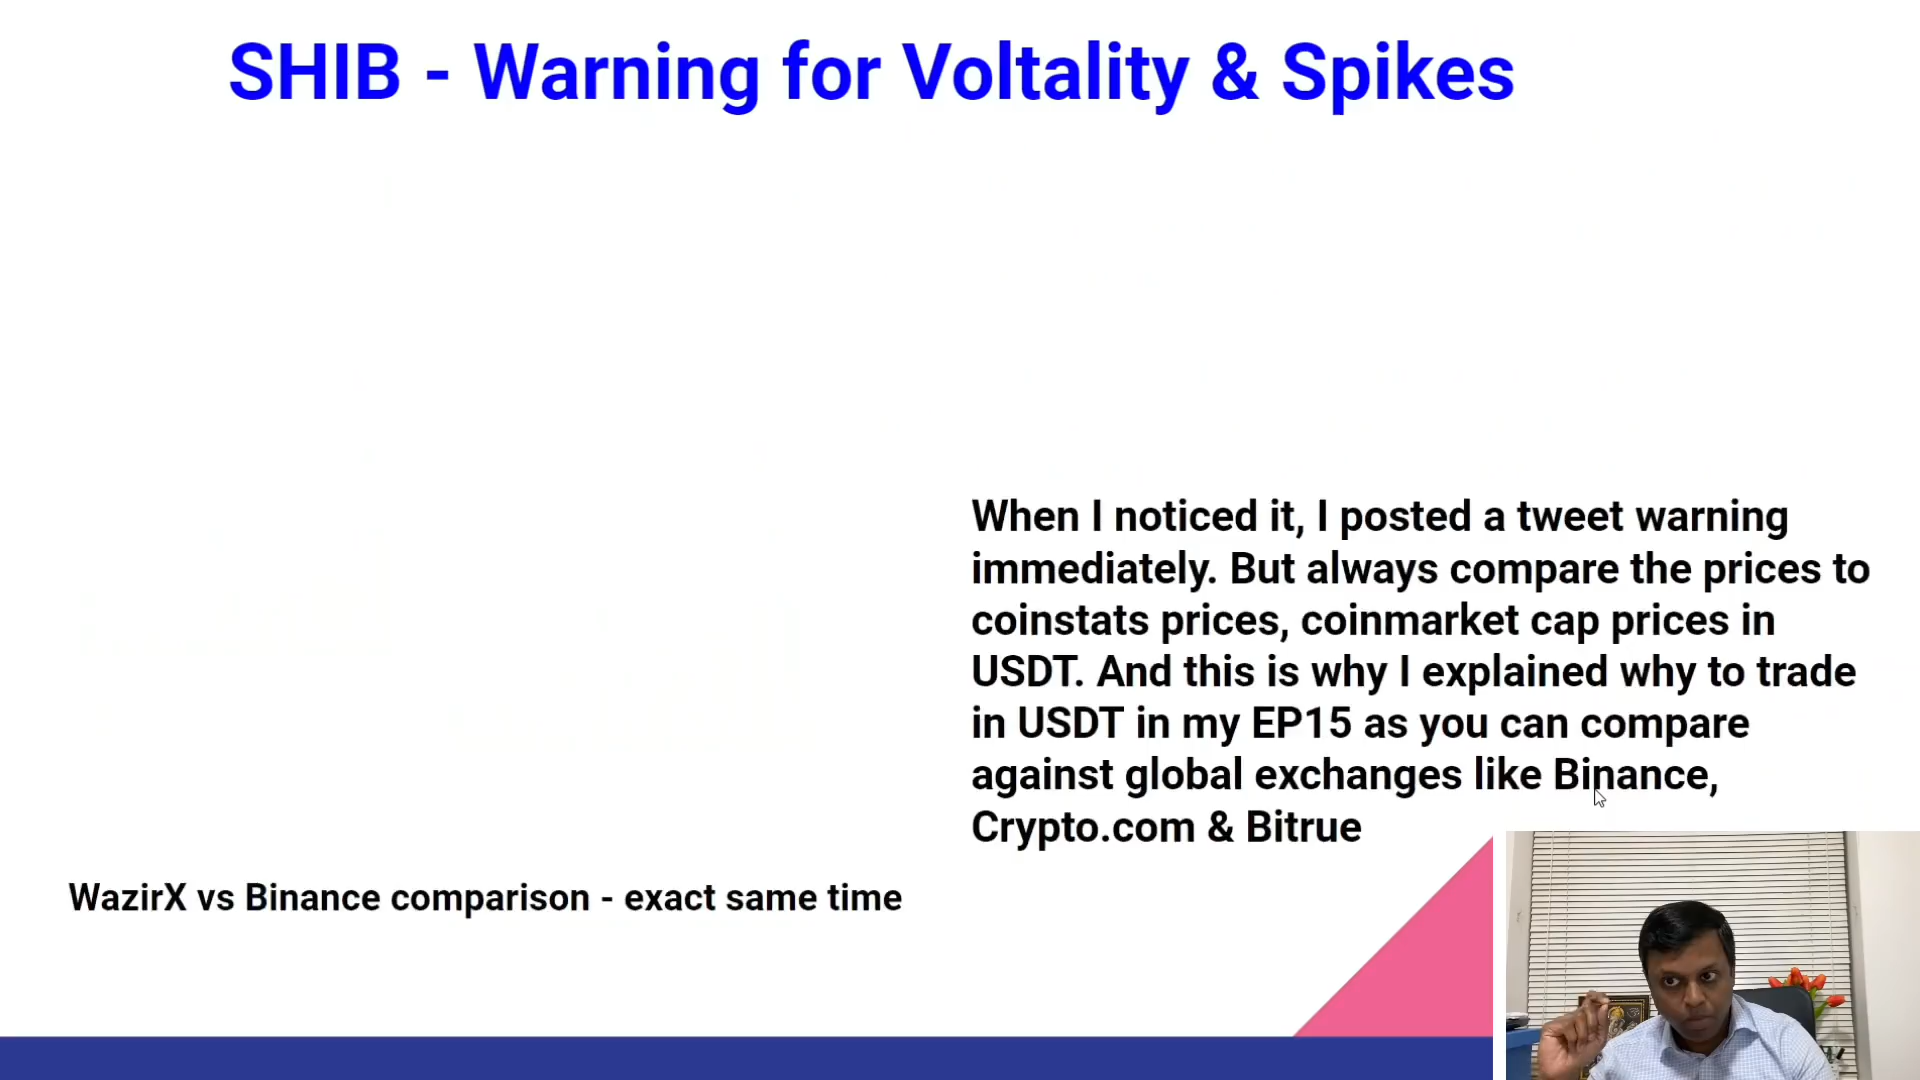 SHIB - Warning for Voltality & Spikes
When I noticed it, I posted a tweet warning
immediately. But always compare the prices to
coinstats prices, coinmarket cap prices in
USDT. And this is why I explained why to trade
in USDT in my EP15 as you can compare
against global exchanges like Binance,
Crypto.com & Bitrue
WazirX vs Binance comparison - exact same time